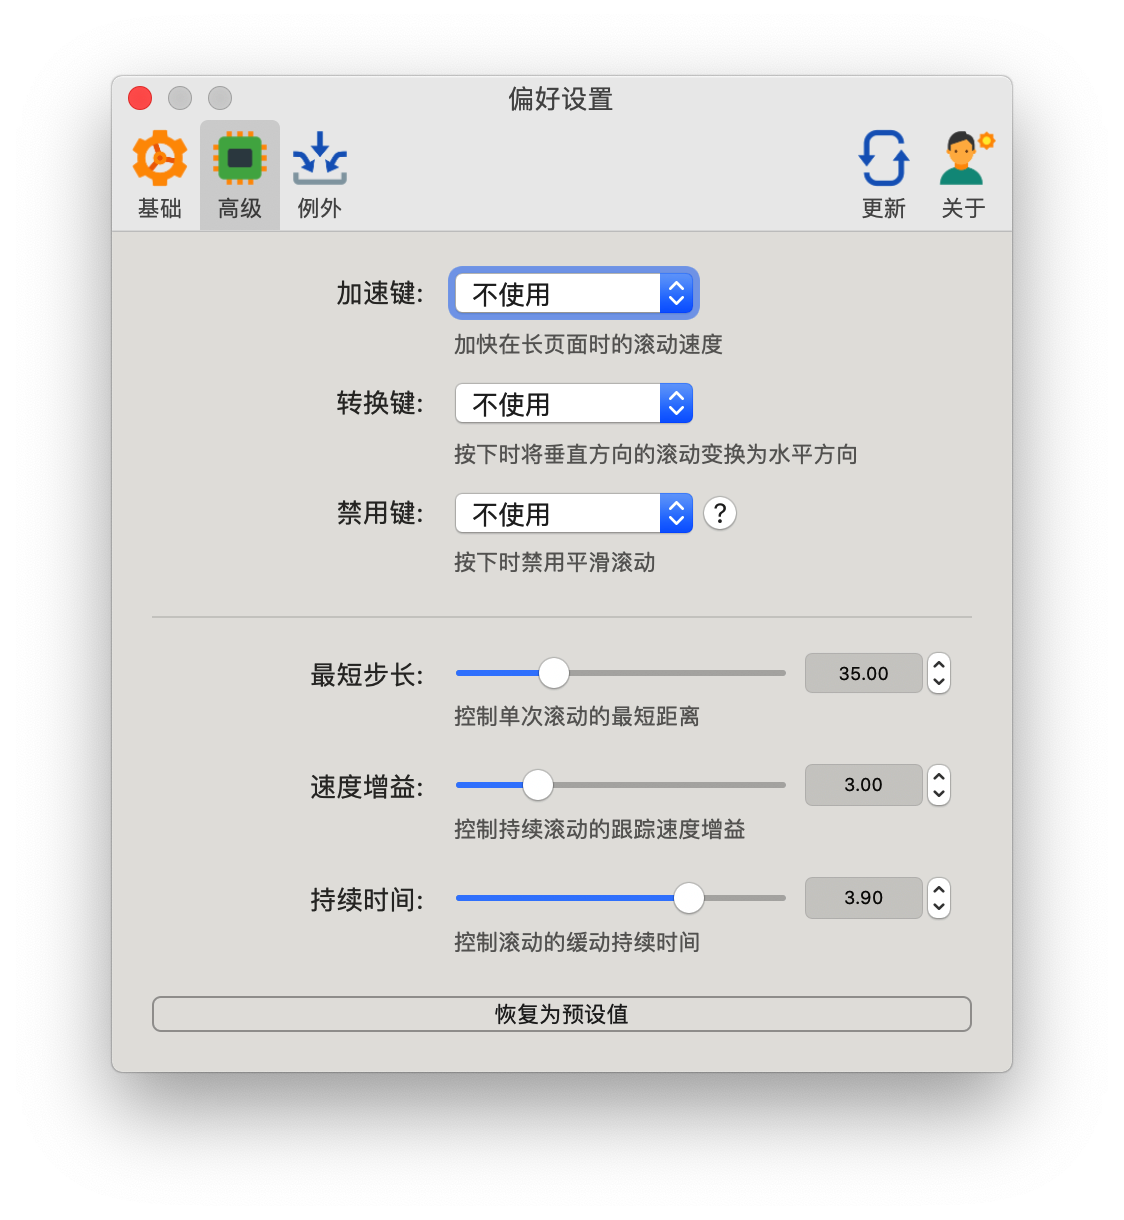 偏好设置
基础 高级 例外 更新 关于
加速键: 不使用
加快在长页面时的滚动速度
转换键: 不使用
按下时将垂直方向的滚动变换为水平方向
禁用键: 不使用 ?
按下时禁用平滑滚动
最短步长: 35.00
控制单次滚动的最短距离
速度增益: 3.00
控制持续滚动的跟踪速度增益
持续时间: 3.90
控制滚动的缓动持续时间
恢复为预设值